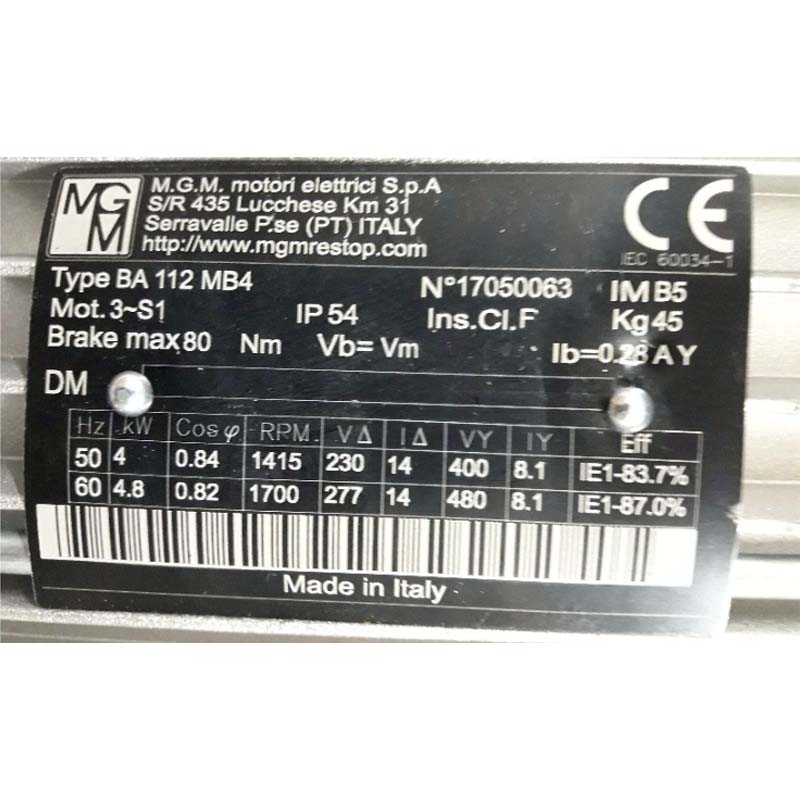 MGM
M.G.M. motori elettrici S.p.A
S/R 435 Lucchese Km 31
Serravalle P.se (PT) ITALY
http://www.mgmrestop.com
CE
IEC 60034-1
Type BA 112 MB4 N°17050063 IM B5
Mot. 3~S1 IP 54 Ins.Cl.F Kg 45
Brake max 80 Nm Vb= Vm Ib=0.28 A Y
DM
Hz kW Cos φ RPM V Δ I Δ VY IY Eff
50 4 0.84 1415 230 14 400 8.1 IE1-83.7%
60 4.8 0.82 1700 277 14 480 8.1 IE1-87.0%
Made in Italy